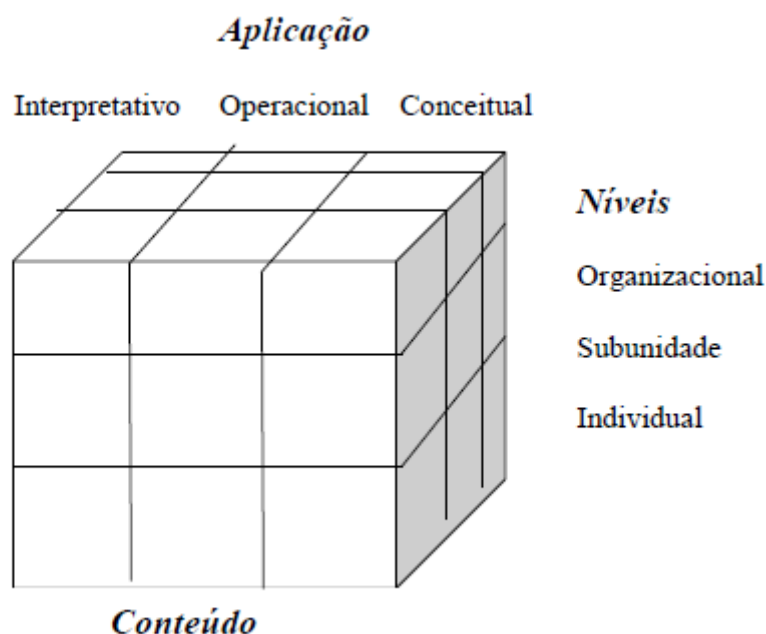 Aplicação
Interpretativo Operacional Conceitual
Níveis
Organizacional
Subunidade
Individual
Conteúdo